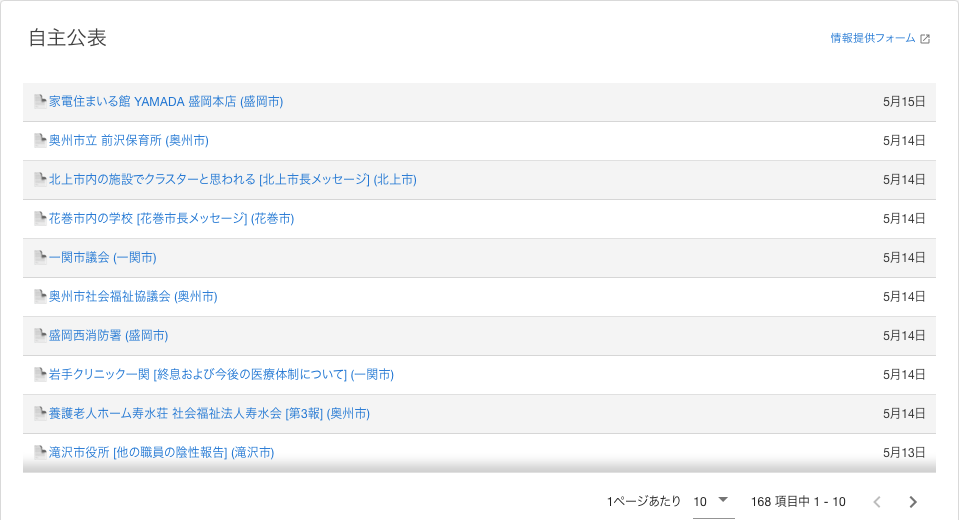 自主公表 情報提供フォーム
家電住まいる館 YAMADA 盛岡本店 (盛岡市) 5月15日
奥州市立 前沢保育所 (奥州市) 5月14日
北上市内の施設でクラスターと思われる [北上市長メッセージ] (北上市) 5月14日
花巻市内の学校 [花巻市長メッセージ] (花巻市) 5月14日
一関市議会 (一関市) 5月14日
奥州市社会福祉協議会 (奥州市) 5月14日
盛岡西消防署 (盛岡市) 5月14日
岩手クリニック一関 [終息および今後の医療体制について] (一関市) 5月14日
養護老人ホーム寿水荘 社会福祉法人寿水会 [第3報] (奥州市) 5月14日
滝沢市役所 [他の職員の陰性報告] (滝沢市) 5月13日
1ページあたり 10 168 項目中 1 - 10